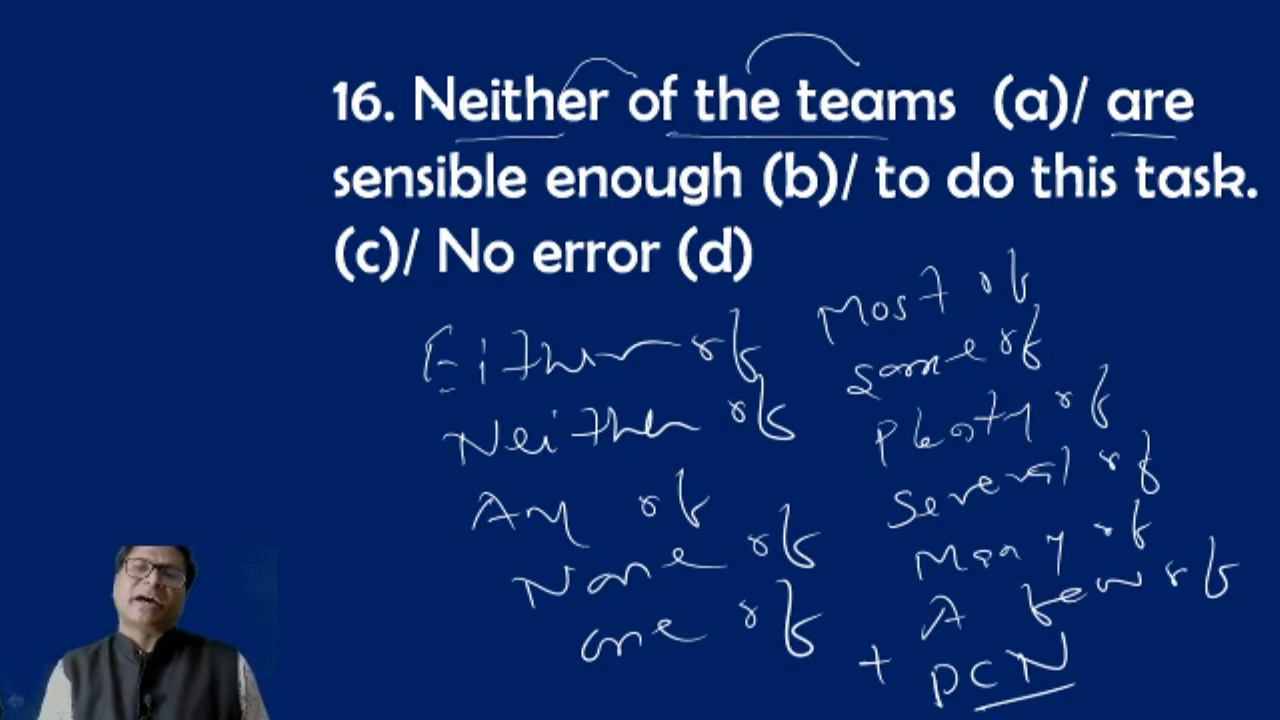 16. Neither of the teams (a)/ are
sensible enough (b)/ to do this task.
(c)/ No error (d)
Either of
Neither of
Any of
None of
one of
Most of
Some of
Plenty of
Several of
Many of
A few of
+ PCN